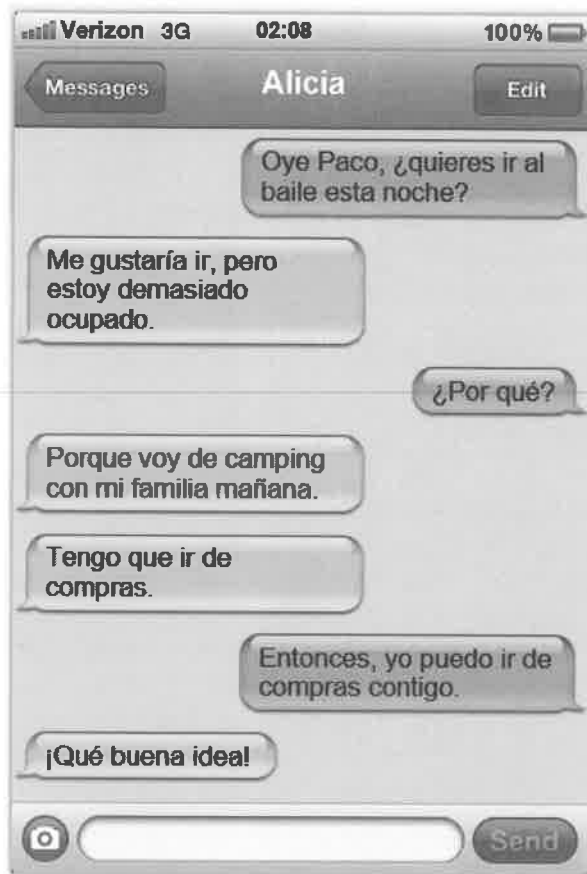 Verizon 3G 02:08 100%
Messages Alicia Edit
Oye Paco, ¿quieres ir al
baile esta noche?
Me gustaría ir, pero
estoy demasiado
ocupado.
¿Por qué?
Porque voy de camping
con mi familia mañana.
Tengo que ir de
compras.
Entonces, yo puedo ir de
compras contigo.
¡Qué buena idea!
Send